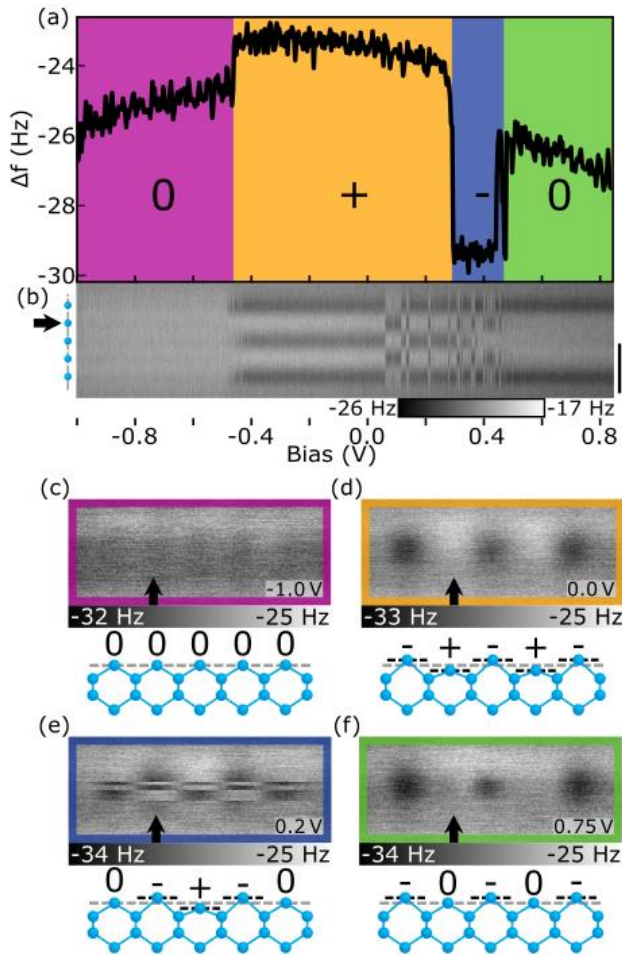 (a)
-24
-26
-28
-30
Δf (Hz)
0 + - 0
(b)
-26 Hz -17 Hz
-0.8 -0.4 0.0 0.4 0.8
Bias (V)
(c) (d)
-1.0 V 0.0 V
-32 Hz -25 Hz -33 Hz -25 Hz
0 0 0 0 0 - + - + -
(e) (f)
0.2 V 0.75 V
-34 Hz -25 Hz -34 Hz -25 Hz
0 - + - 0 - 0 - 0 -